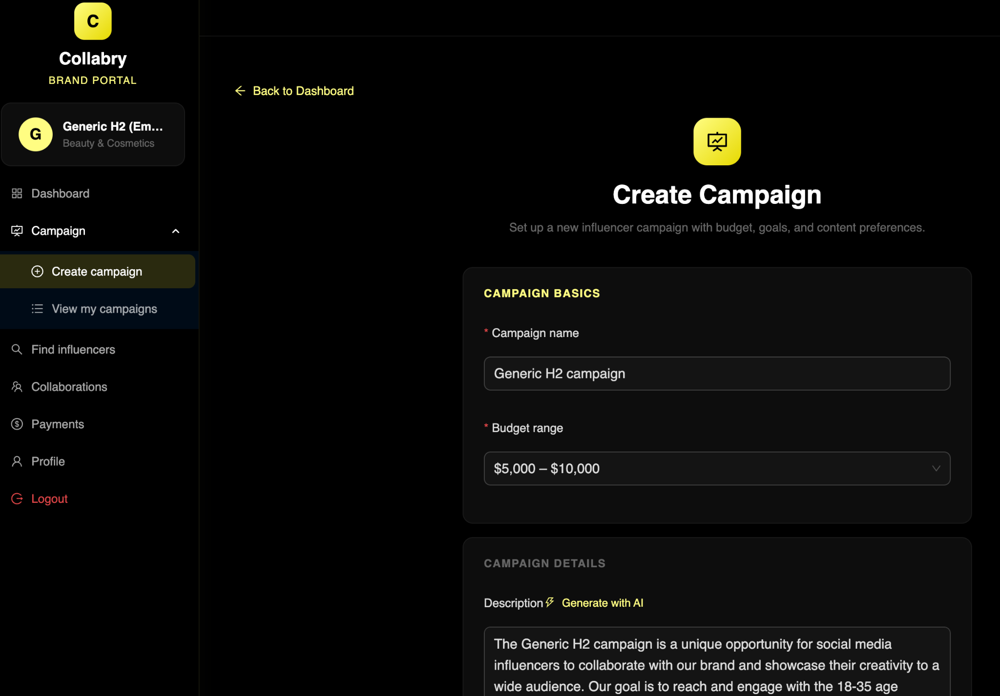 C
Collabry
BRAND PORTAL
G
Generic H2 (Em...
Beauty & Cosmetics
Dashboard
Campaign
Create campaign
View my campaigns
Find influencers
Collaborations
Payments
Profile
Logout
Back to Dashboard
Create Campaign
Set up a new influencer campaign with budget, goals, and content preferences.
CAMPAIGN BASICS
* Campaign name
Generic H2 campaign
* Budget range
$5,000 – $10,000
CAMPAIGN DETAILS
Description Generate with AI
The Generic H2 campaign is a unique opportunity for social media
influencers to collaborate with our brand and showcase their creativity to a
wide audience. Our goal is to reach and engage with the 18-35 age